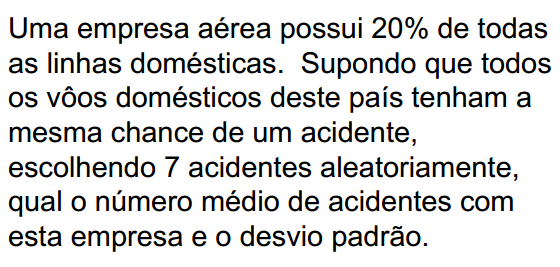 Uma empresa aérea possui 20% de todas
as linhas domésticas.  Supondo que todos
os vôos domésticos deste país tenham a
mesma chance de um acidente,
escolhendo 7 acidentes aleatoriamente,
qual o número médio de acidentes com
esta empresa e o desvio padrão.